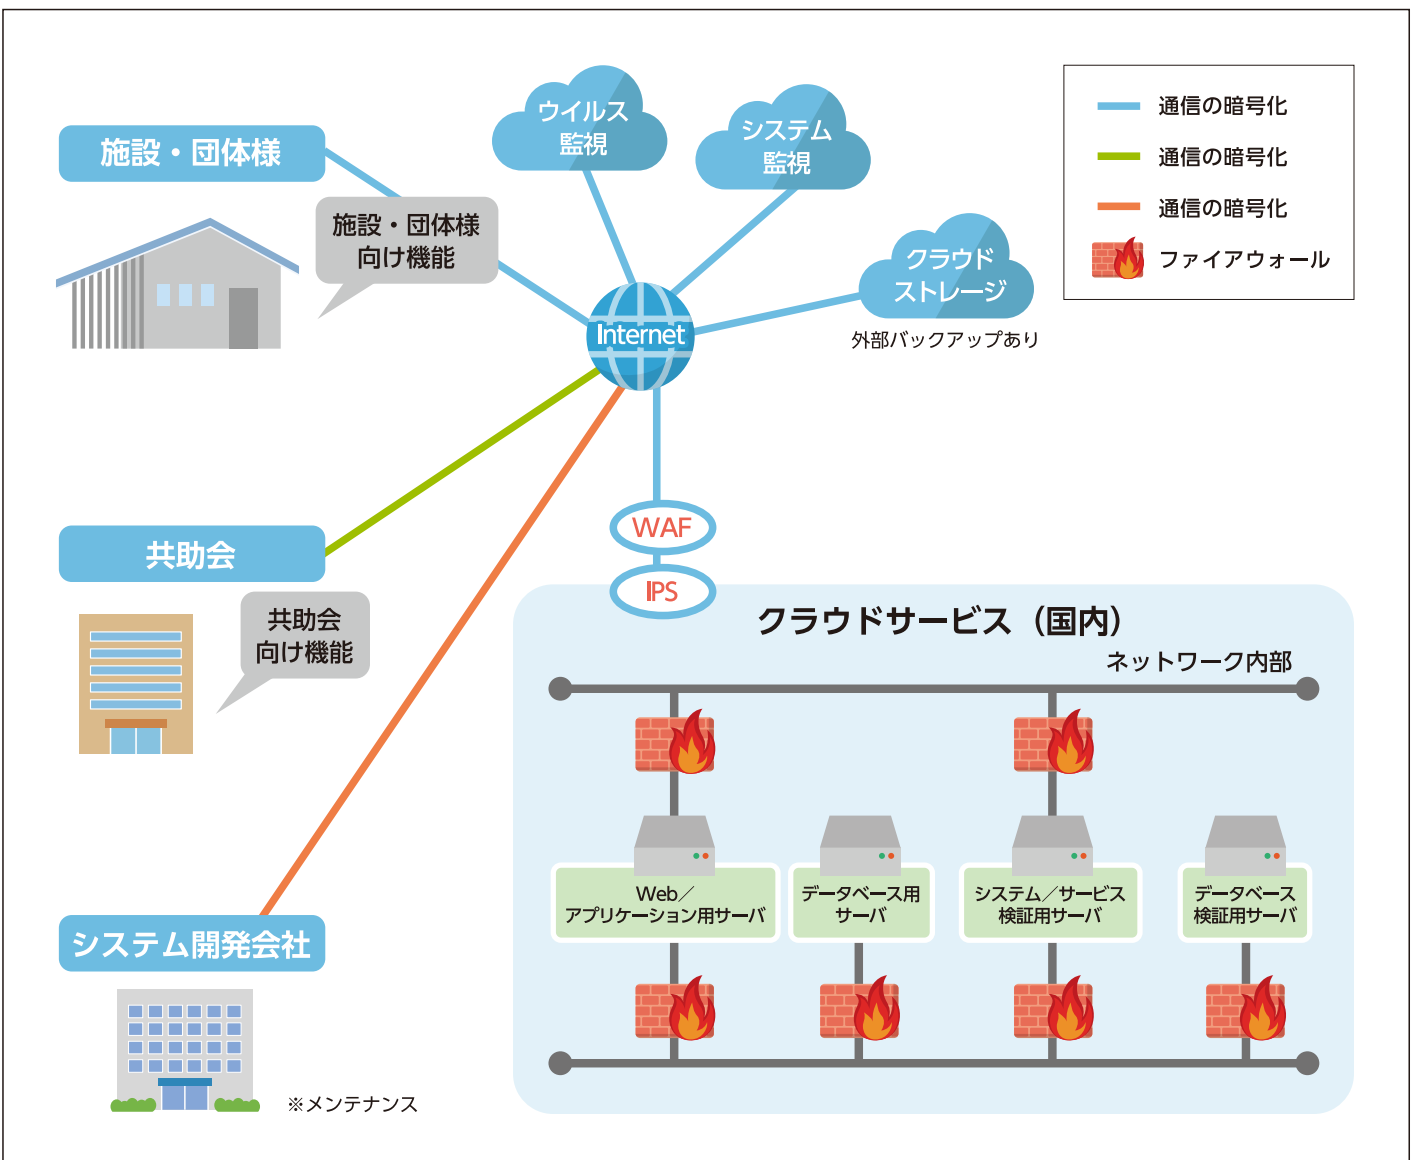 施設・団体様
施設・団体様
向け機能
ウイルス
監視
システム
監視
クラウド
ストレージ
外部バックアップあり
通信の暗号化
通信の暗号化
通信の暗号化
ファイアウォール
Internet
共助会
共助会
向け機能
システム開発会社
※メンテナンス
WAF
IPS
クラウドサービス（国内）
ネットワーク内部
Web／
アプリケーション用サーバ
データベース用
サーバ
システム／サービス
検証用サーバ
データベース
検証用サーバ